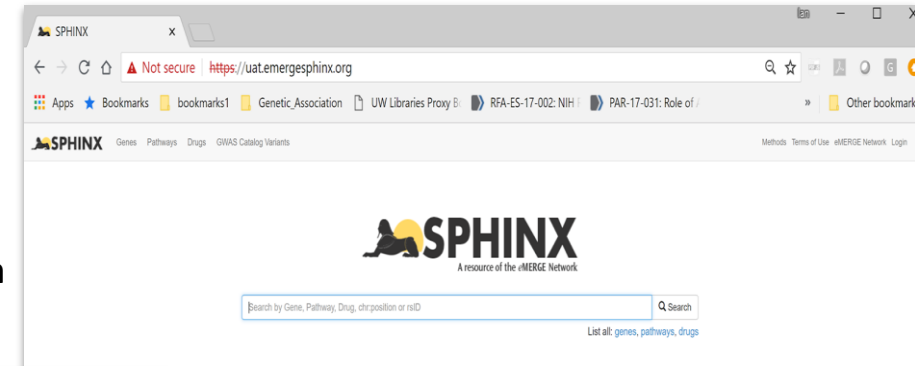 Ian
SPHINX x
Not secure | https://uat.emergesphinx.org
Apps Bookmarks bookmarks1 Genetic_Association UW Libraries Proxy RFA-ES-17-002: NIH PAR-17-031: Role of » Other bookmark
SPHINX Genes Pathways Drugs GWAS Catalog Variants Methods Terms of Use eMERGE Network Login
SPHINX
A resource of the eMERGE Network
Search by Gene, Pathway, Drug, chr:position or rsID Search
List all: genes, pathways, drugs